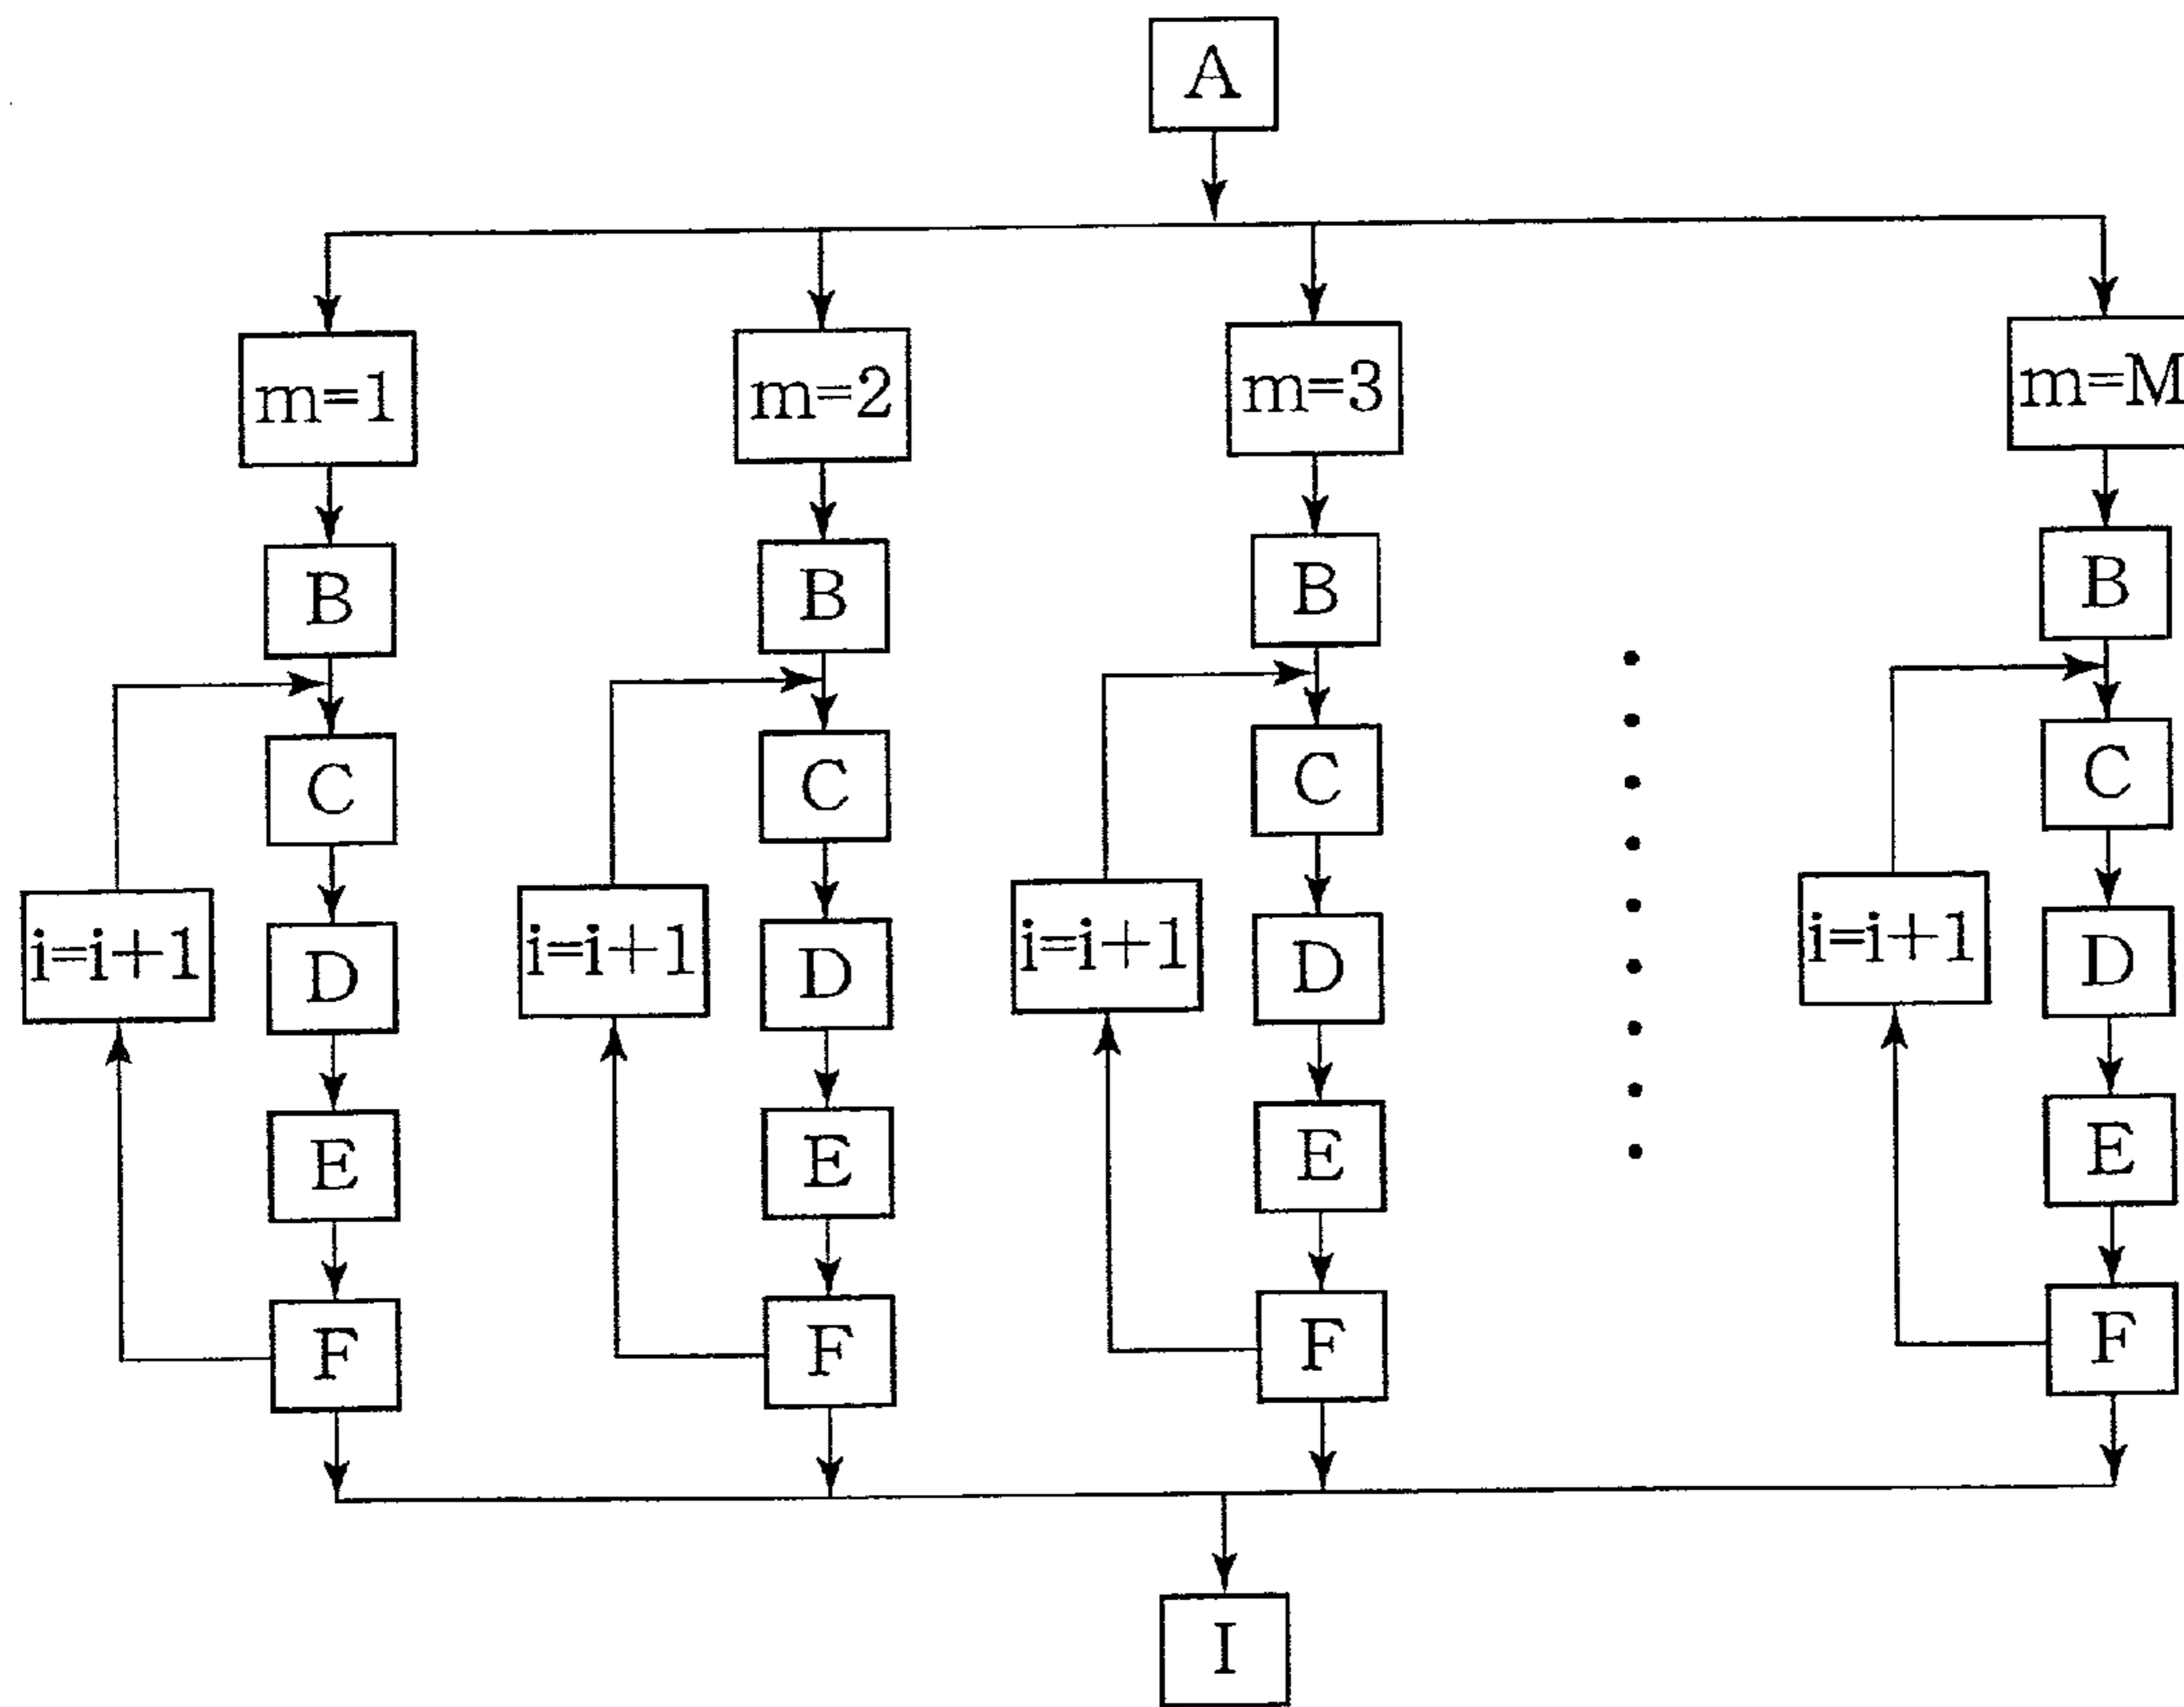 A
m=1 m=2 m=3 m=M
B B B B
C C C C
i=i+1 D i=i+1 D i=i+1 D i=i+1 D
E E E E
F F F F
I